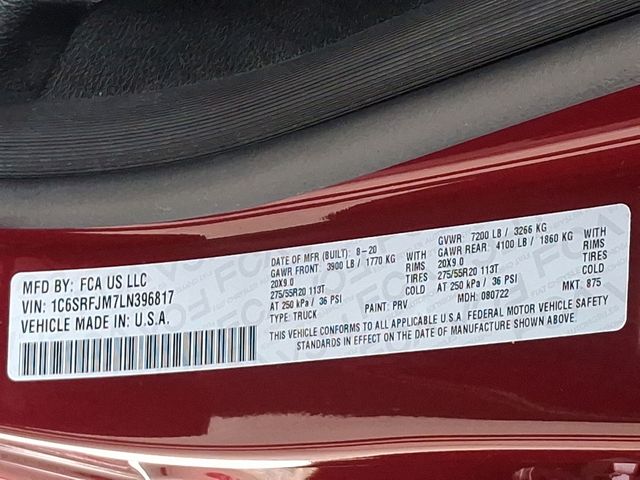 MFD BY: FCA US LLC
VIN: 1C6SRFJM7LN396817
VEHICLE MADE IN: U.S.A.
DATE OF MFR (BUILT): 8-20
GAWR FRONT: 3900 LB / 1770 KG WITH
20X9.0 RIMS
275/55R20 113T TIRES
AT 250 kPa / 36 PSI COLD
TYPE: TRUCK PAINT: PRV
GVWR: 7200 LB / 3266 KG
GAWR REAR: 4100 LB / 1860 KG WITH
20X9.0 RIMS
275/55R20 113T TIRES
AT 250 kPa / 36 PSI COLD
MDH: 080722 MKT: 875
THIS VEHICLE CONFORMS TO ALL APPLICABLE U.S.A FEDERAL MOTOR VEHICLE SAFETY
STANDARDS IN EFFECT ON THE DATE OF MANUFACTURE SHOWN ABOVE.